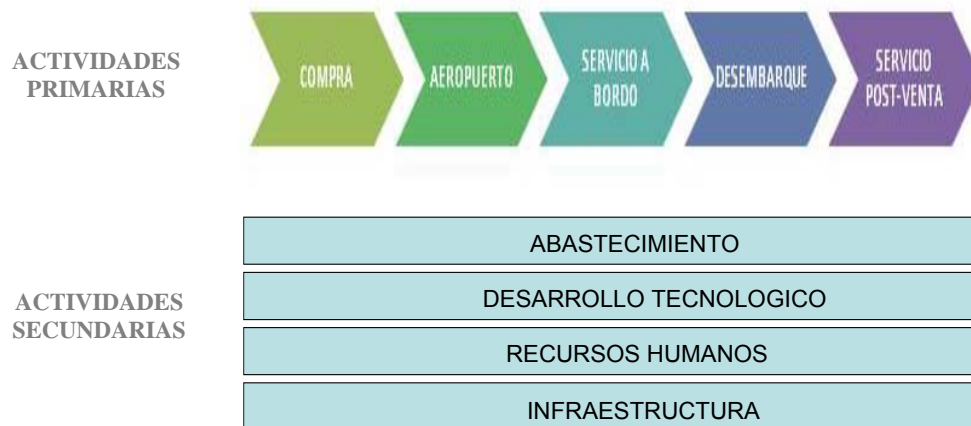 ACTIVIDADES
PRIMARIAS
COMPRA
AEROPUERTO
SERVICIO A
BORDO
DESEMBARQUE
SERVICIO
POST-VENTA
ACTIVIDADES
SECUNDARIAS
ABASTECIMIENTO
DESARROLLO TECNOLOGICO
RECURSOS HUMANOS
INFRAESTRUCTURA